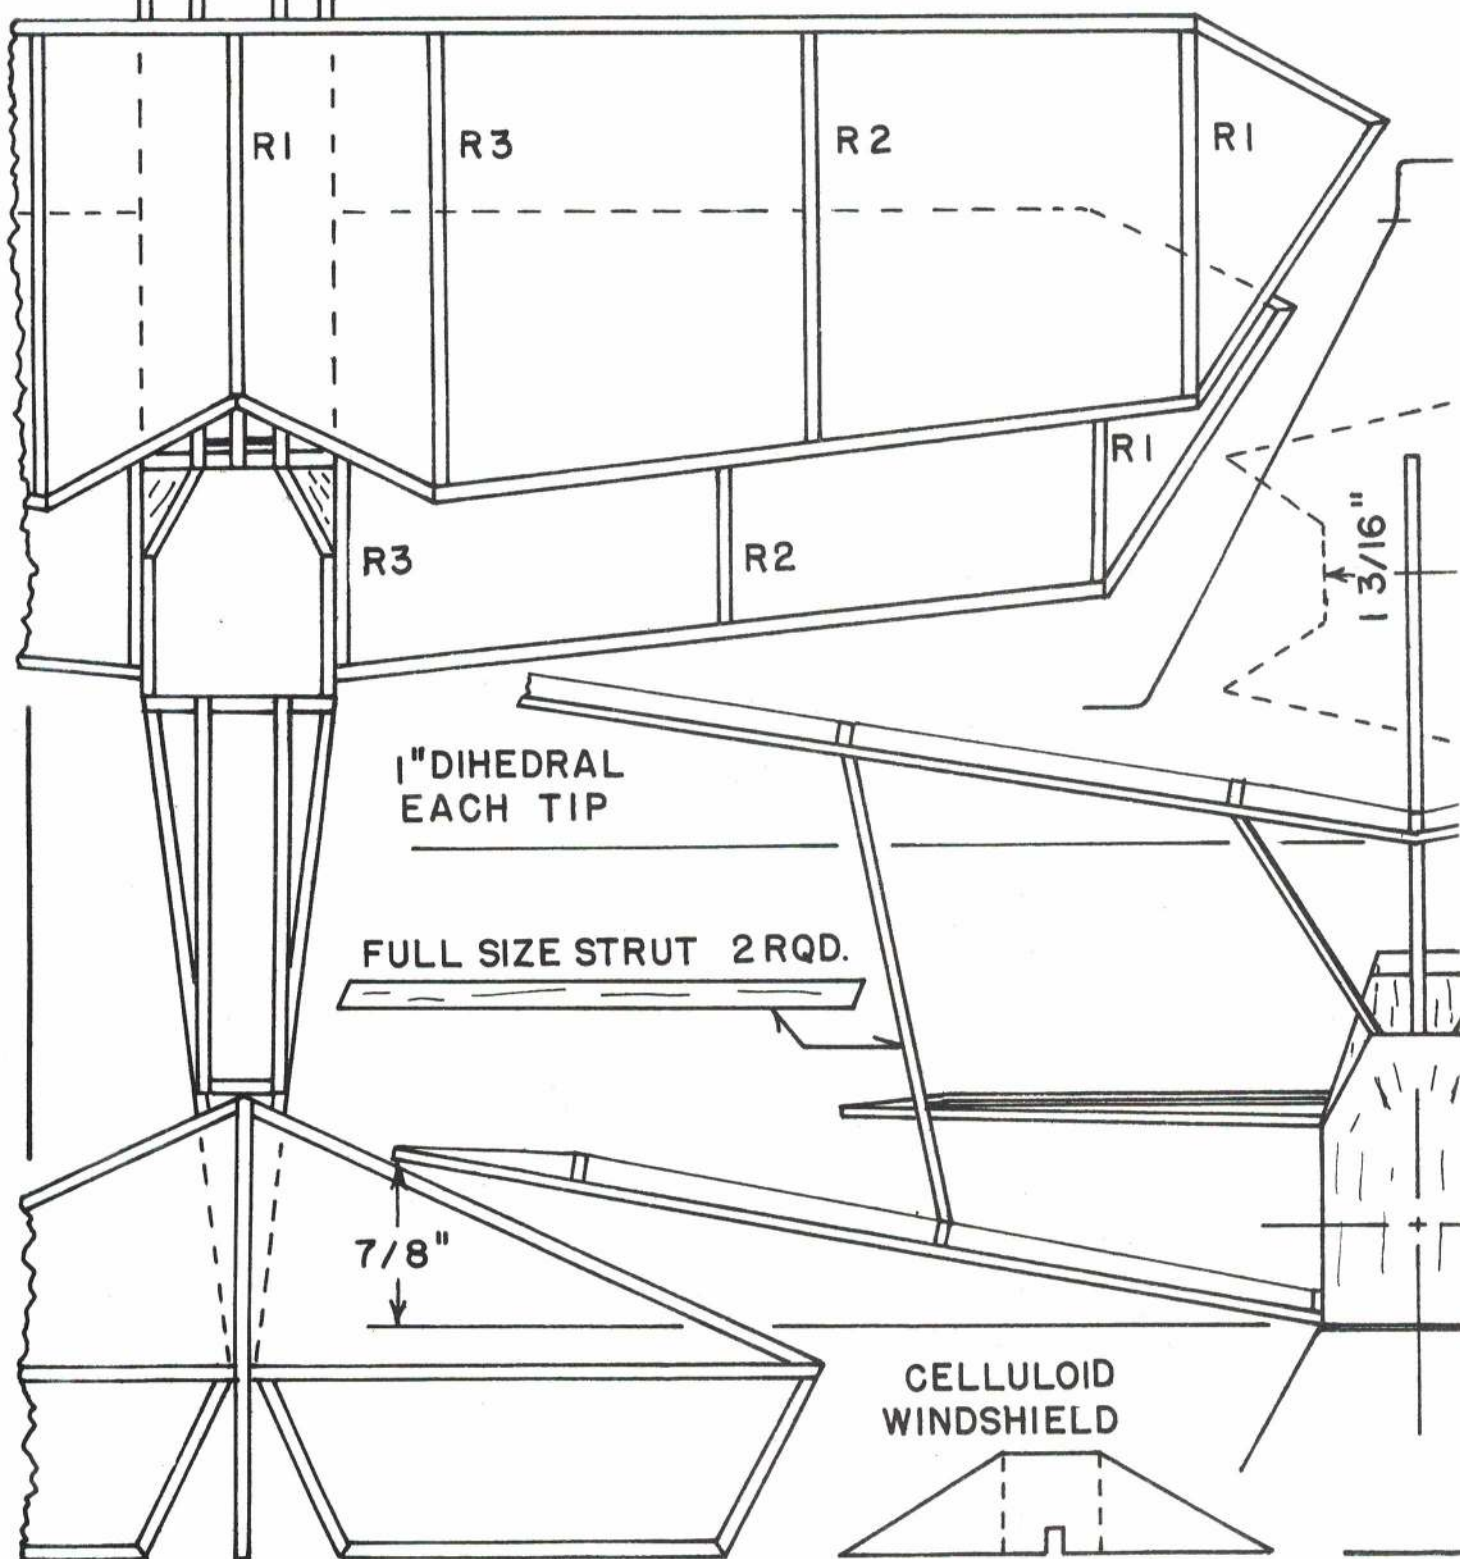 R1
R3
R2
R1
R1
1 3/16"
R3
R2
1" DIHEDRAL
EACH TIP
FULL SIZE STRUT 2 RQD.
7/8"
CELLULOID
WINDSHIELD